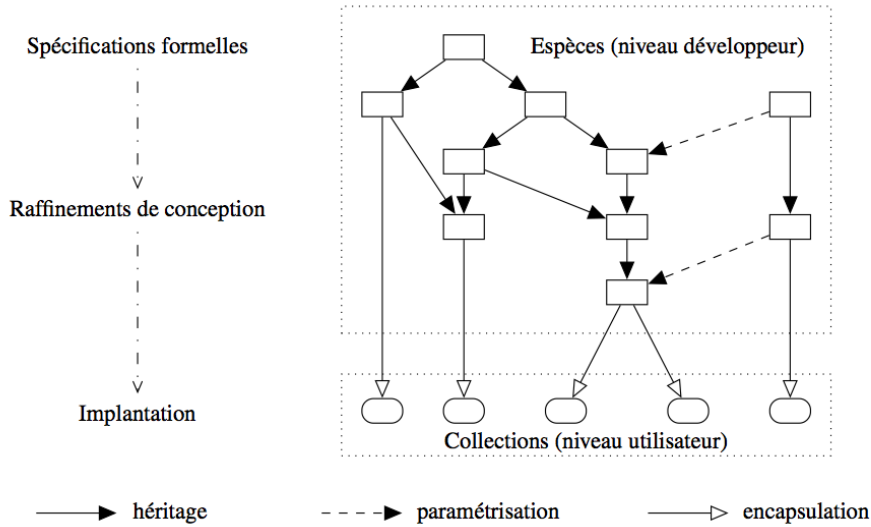 Spécifications formelles
Espèces (niveau développeur)
Raffinements de conception
Implantation
Collections (niveau utilisateur)
héritage
paramétrisation
encapsulation